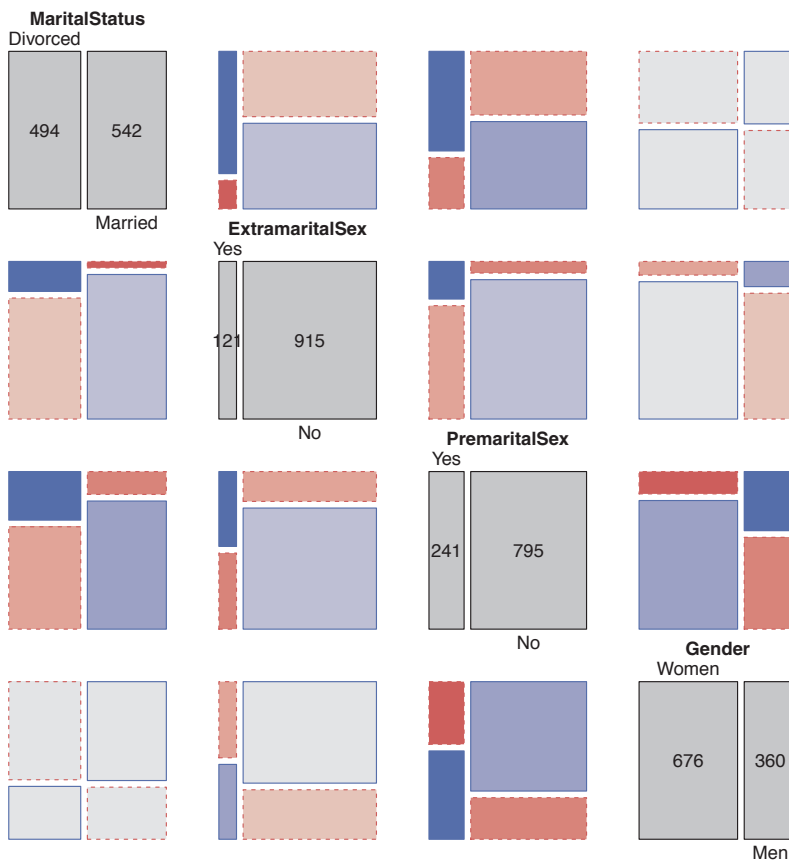 MaritalStatus
Divorced
494 542
Married
ExtramaritalSex
Yes
121 915
No
PremaritalSex
Yes
241 795
No
Gender
Women
676 360
Men